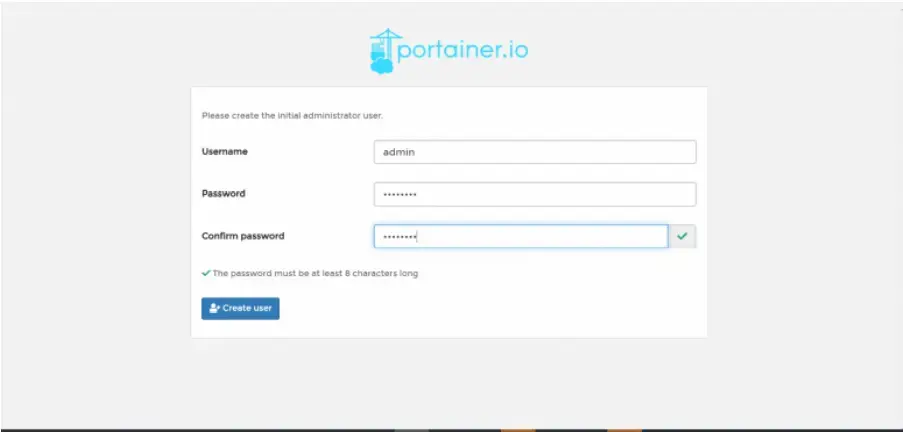 portainer.io
Please create the initial administrator user.
Username
admin
Password
••••••••
Confirm password
••••••••
The password must be at least 8 characters long
Create user